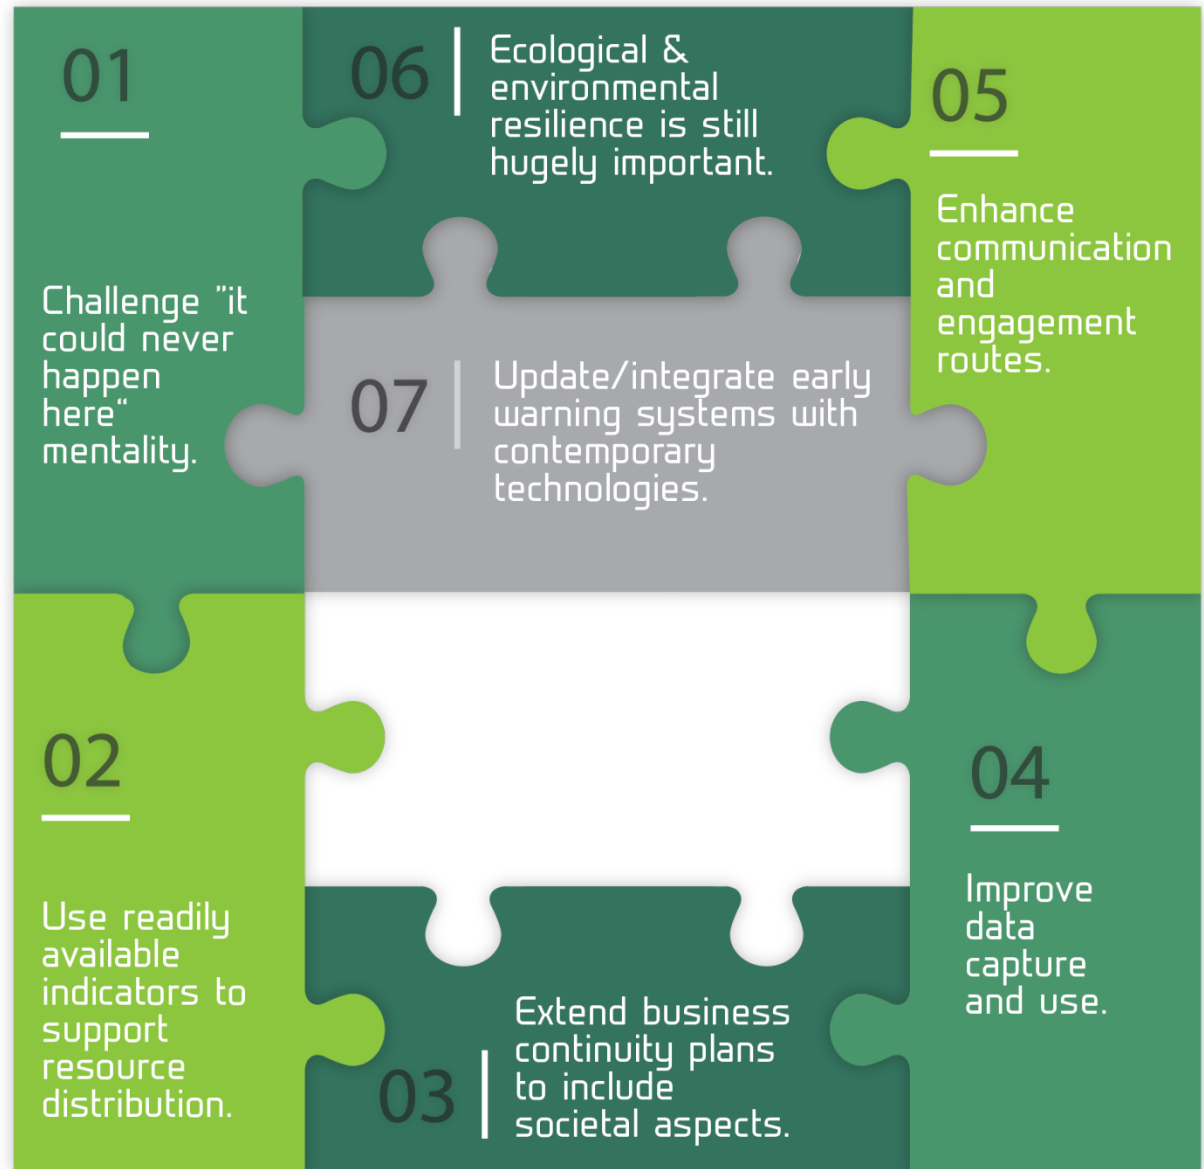 01
Challenge "it
could never
happen
here“
mentality.
02
Use readily
available
indicators to
support
resource
distribution.
03
Extend business
continuity plans
to include
societal aspects.
04
Improve
data
capture
and use.
05
Enhance
communication
and
engagement
routes.
06
Ecological &
environmental
resilience is still
hugely important.
07
Update/integrate early
warning systems with
contemporary
technologies.